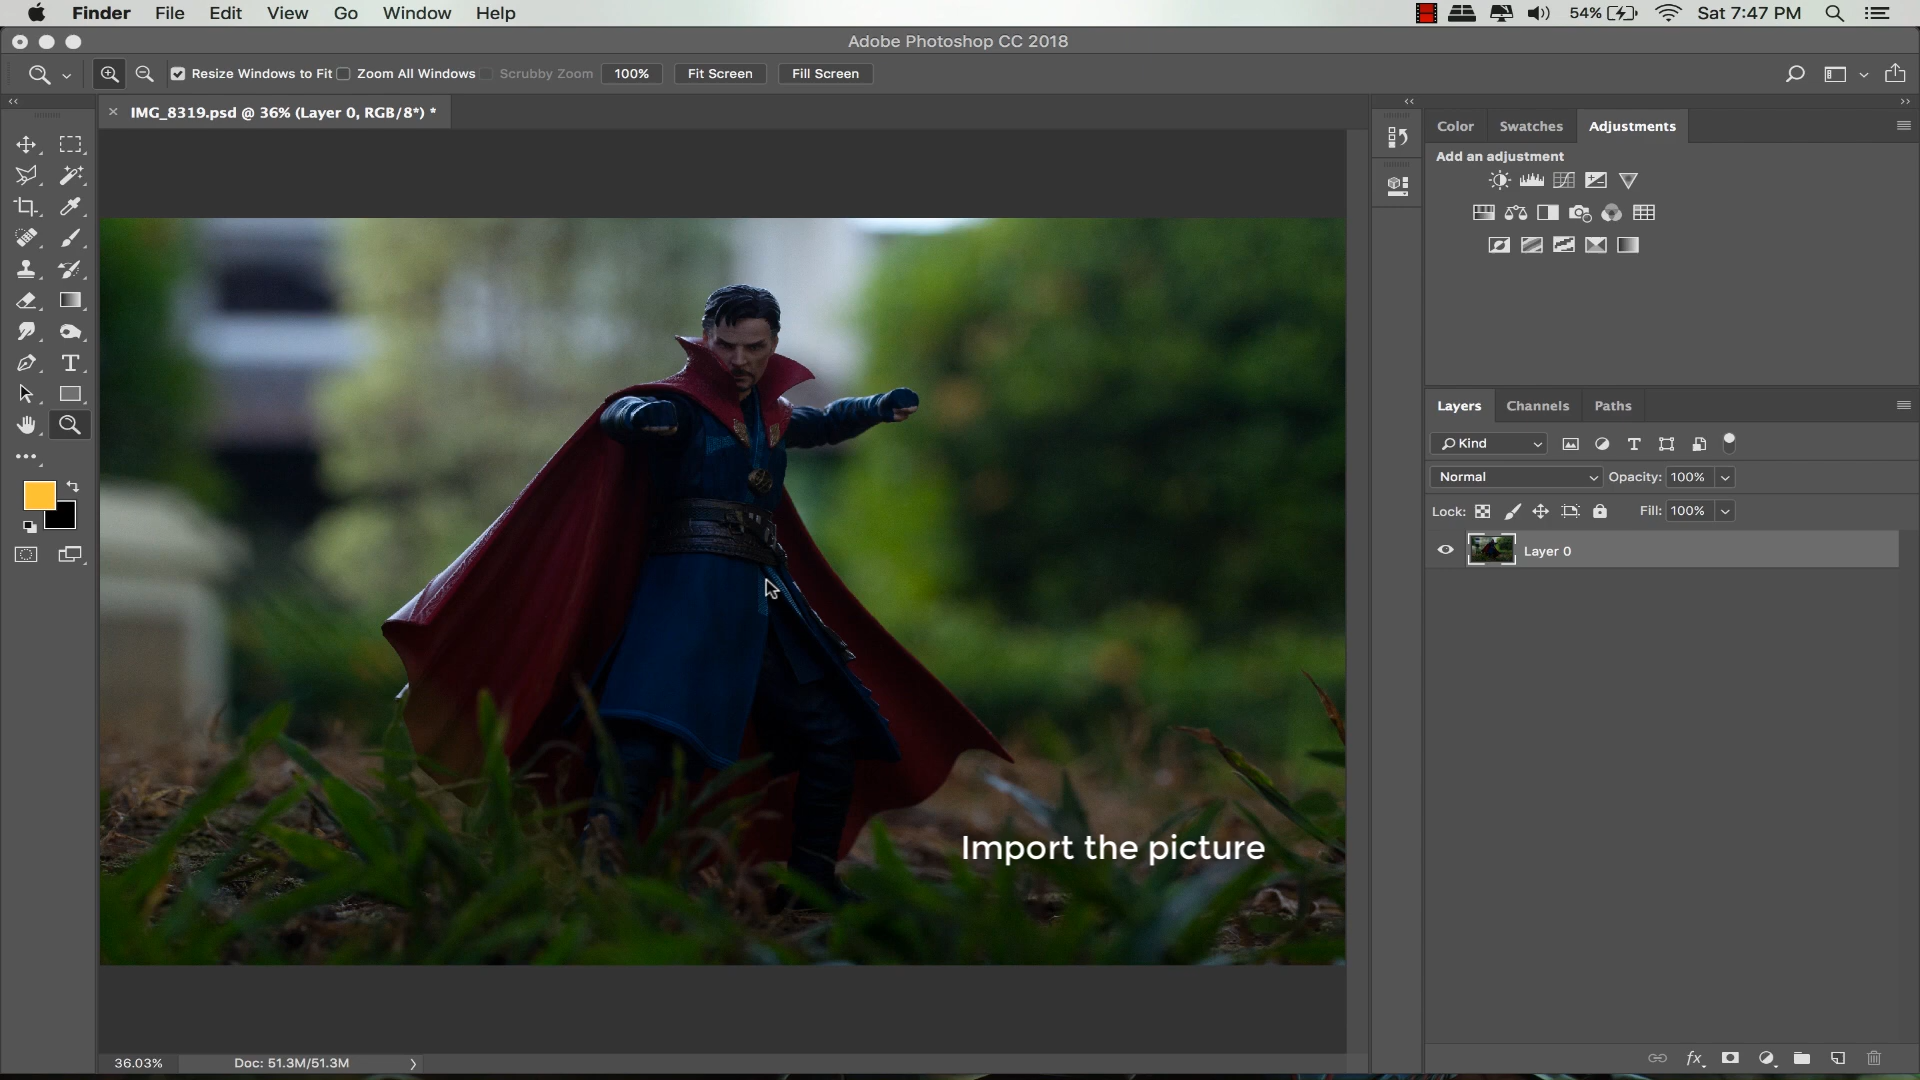 Finder File Edit View Go Window Help 54% Sat 7:47 PM
Adobe Photoshop CC 2018
Resize Windows to Fit Zoom All Windows Scrubby Zoom 100% Fit Screen Fill Screen
IMG_8319.psd @ 36% (Layer 0, RGB/8*) *
Color Swatches Adjustments
Add an adjustment
Layers Channels Paths
Kind
Normal Opacity: 100%
Lock: Fill: 100%
Layer 0
Import the picture
36.03% Doc: 51.3M/51.3M